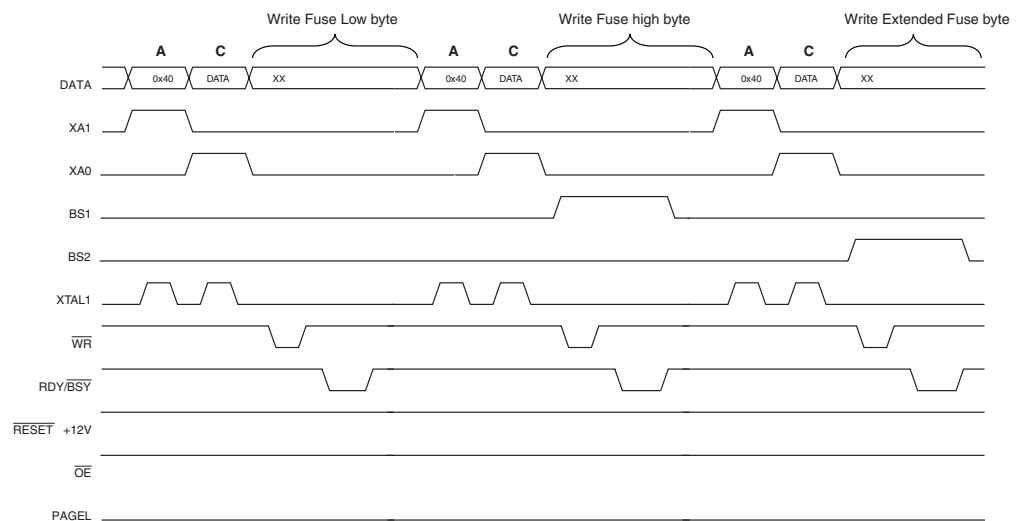 Write Fuse Low byte Write Fuse high byte Write Extended Fuse byte
A C A C A C
DATA 0x40 DATA XX 0x40 DATA XX 0x40 DATA XX
XA1
XA0
BS1
BS2
XTAL1
WR
RDY/BSY
RESET +12V
OE
PAGEL